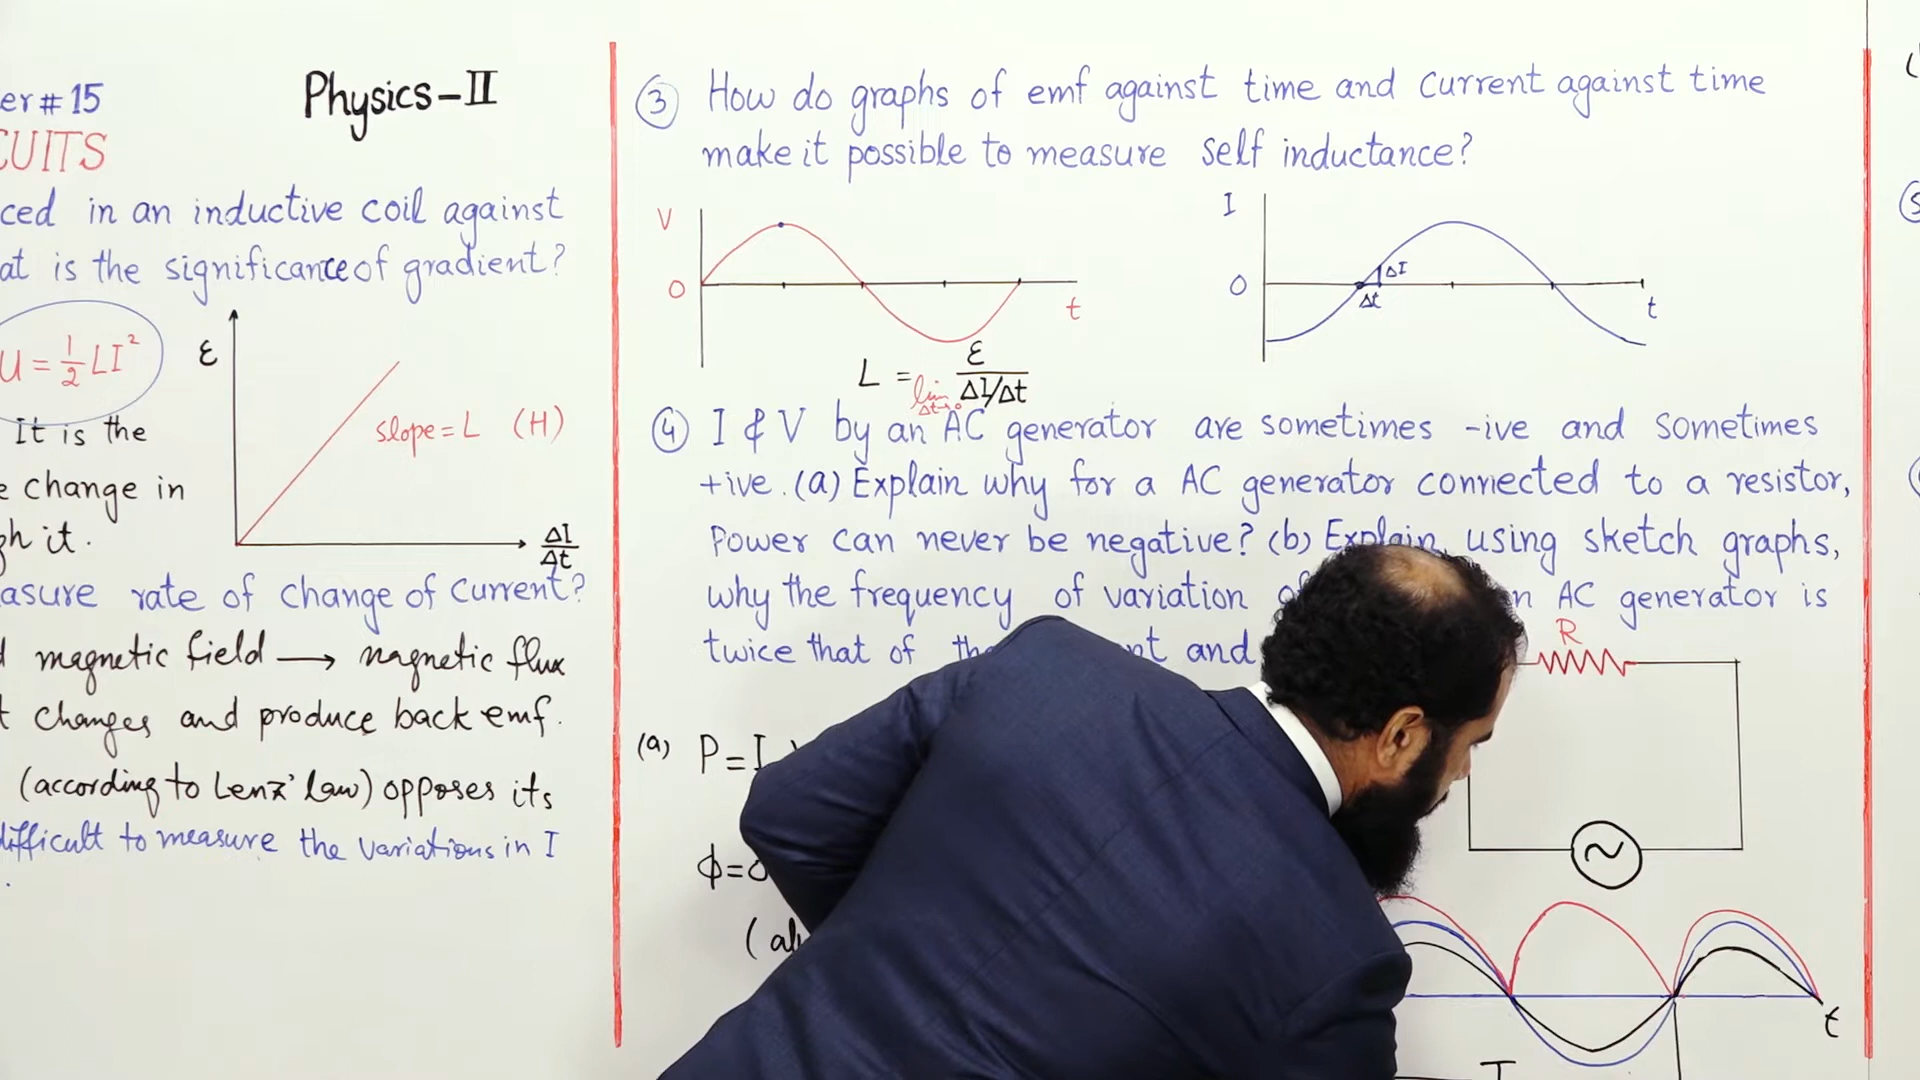 er # 15
Physics-II
CUITS
ced in an inductive coil against
at is the significance of gradient?
U = 1/2 LI²
ε
slope = L (H)
ΔI/Δt
It is the
e change in
gh it.
asure rate of change of current?
magnetic field → magnetic flux
t changes and produce back emf.
(according to Lenz' Law) opposes its
difficult to measure the variations in I
③ How do graphs of emf against time and current against time
make it possible to measure self inductance?
V
O
t
I
O
ΔI
Δt
t
L = lim Δt→0 ε/ΔI/Δt
④ I & V by an AC generator are sometimes -ive and sometimes
+ive. (a) Explain why for a AC generator connected to a resistor,
Power can never be negative? (b) Explain, using sketch graphs,
why the frequency of variation n AC generator is
twice that of and
R
(a) P = I
φ = 0
t